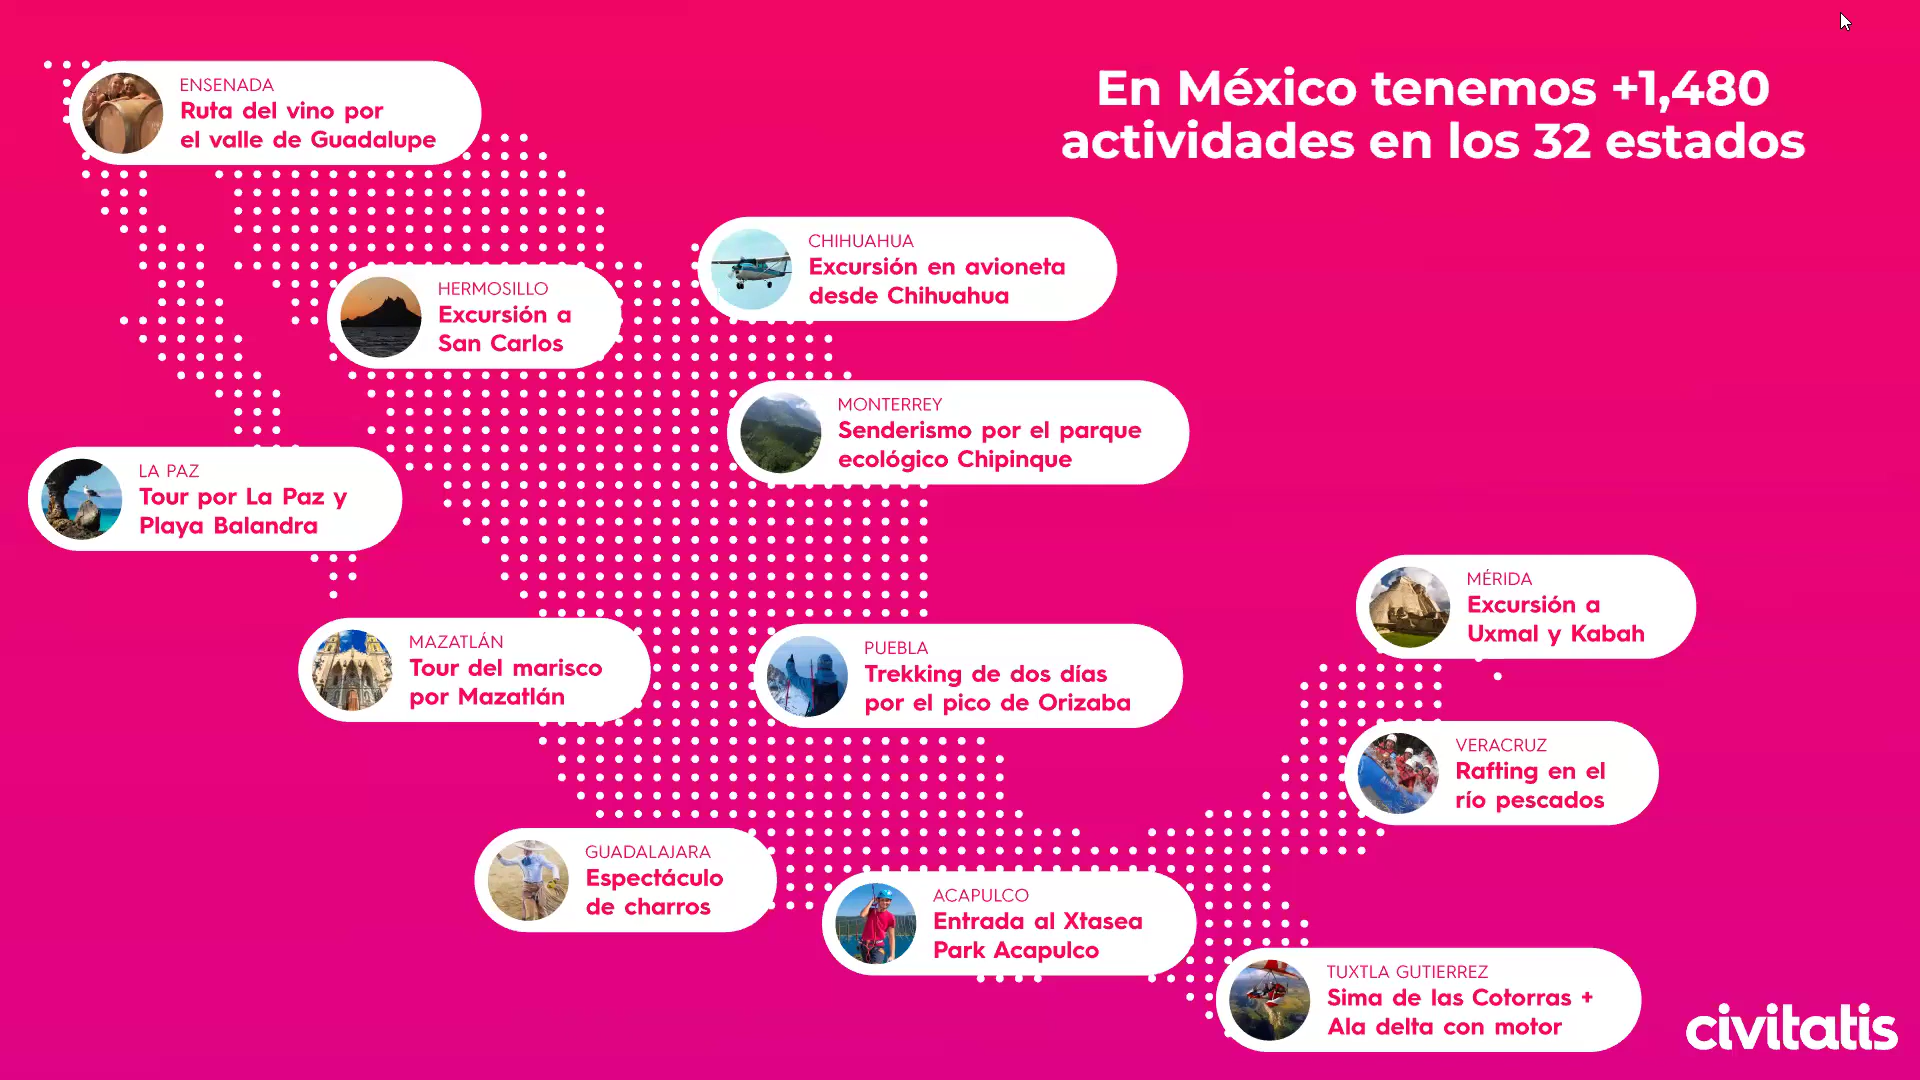 En México tenemos +1,480
actividades en los 32 estados
ENSENADA
Ruta del vino por
el valle de Guadalupe
CHIHUAHUA
Excursión en avioneta
desde Chihuahua
HERMOSILLO
Excursión a
San Carlos
MONTERREY
Senderismo por el parque
ecológico Chipinque
LA PAZ
Tour por La Paz y
Playa Balandra
MÉRIDA
Excursión a
Uxmal y Kabah
MAZATLÁN
Tour del marisco
por Mazatlán
PUEBLA
Trekking de dos días
por el pico de Orizaba
VERACRUZ
Rafting en el
río pescados
GUADALAJARA
Espectáculo
de charros
ACAPULCO
Entrada al Xtasea
Park Acapulco
TUXTLA GUTIERREZ
Sima de las Cotorras +
Ala delta con motor
civitatis